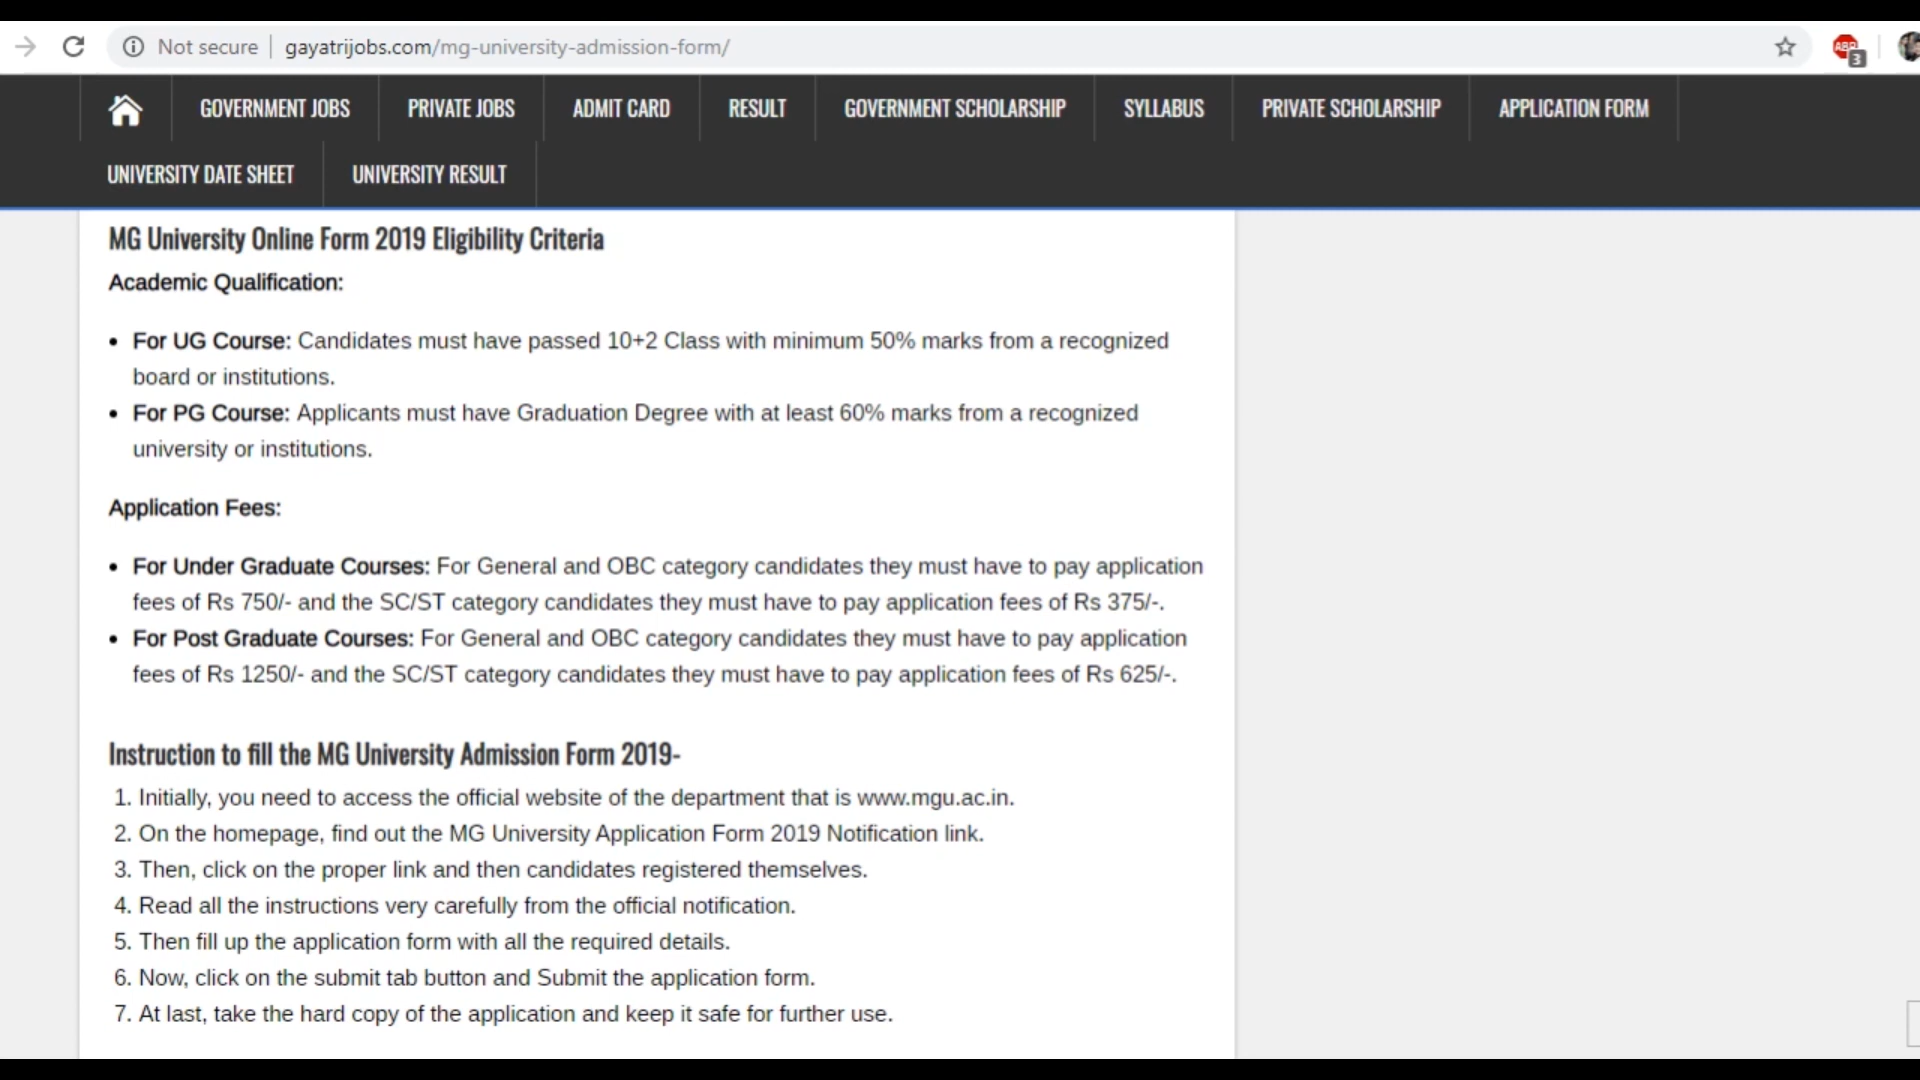 Not secure | gayatrijobs.com/mg-university-admission-form/
ABP 3
GOVERNMENT JOBS PRIVATE JOBS ADMIT CARD RESULT GOVERNMENT SCHOLARSHIP SYLLABUS PRIVATE SCHOLARSHIP APPLICATION FORM
UNIVERSITY DATE SHEET UNIVERSITY RESULT
MG University Online Form 2019 Eligibility Criteria
Academic Qualification:
• For UG Course: Candidates must have passed 10+2 Class with minimum 50% marks from a recognized
board or institutions.
• For PG Course: Applicants must have Graduation Degree with at least 60% marks from a recognized
university or institutions.
Application Fees:
• For Under Graduate Courses: For General and OBC category candidates they must have to pay application
fees of Rs 750/- and the SC/ST category candidates they must have to pay application fees of Rs 375/-.
• For Post Graduate Courses: For General and OBC category candidates they must have to pay application
fees of Rs 1250/- and the SC/ST category candidates they must have to pay application fees of Rs 625/-.
Instruction to fill the MG University Admission Form 2019-
1. Initially, you need to access the official website of the department that is www.mgu.ac.in.
2. On the homepage, find out the MG University Application Form 2019 Notification link.
3. Then, click on the proper link and then candidates registered themselves.
4. Read all the instructions very carefully from the official notification.
5. Then fill up the application form with all the required details.
6. Now, click on the submit tab button and Submit the application form.
7. At last, take the hard copy of the application and keep it safe for further use.